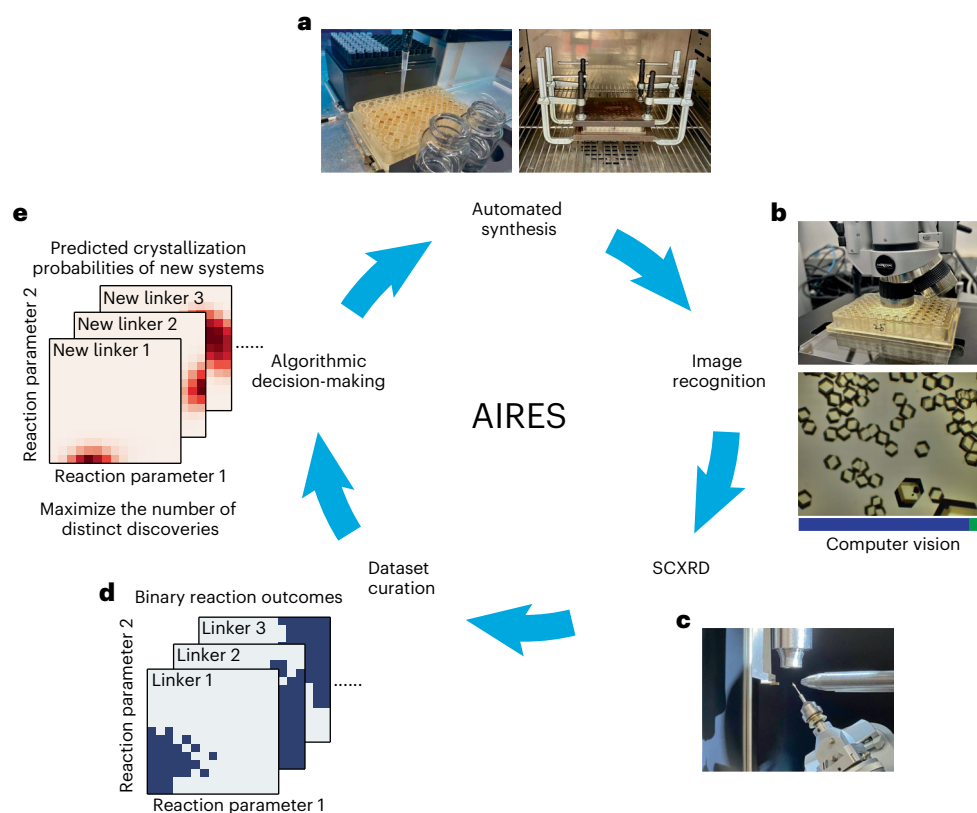 a
Automated
synthesis
b
Image
recognition
Computer vision
SCXRD
c
Dataset
curation
d
Binary reaction outcomes
Reaction parameter 2
Linker 3
Linker 2
Linker 1
......
Reaction parameter 1
e
Predicted crystallization
probabilities of new systems
Reaction parameter 2
New linker 3
New linker 2
New linker 1
......
Reaction parameter 1
Maximize the number of
distinct discoveries
Algorithmic
decision-making
AIRES